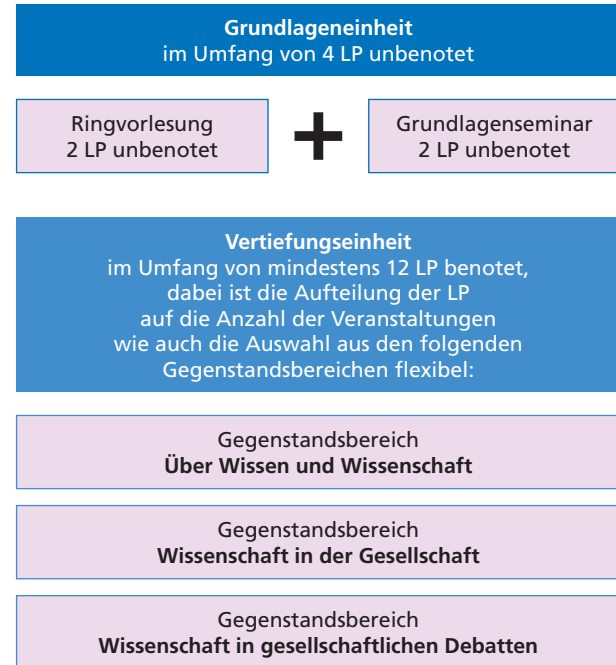 Grundlageneinheit
im Umfang von 4 LP unbenotet
Ringvorlesung
2 LP unbenotet
+
Grundlagenseminar
2 LP unbenotet
Vertiefungseinheit
im Umfang von mindestens 12 LP benotet,
dabei ist die Aufteilung der LP
auf die Anzahl der Veranstaltungen
wie auch die Auswahl aus den folgenden
Gegenstandsbereichen flexibel:
Gegenstandsbereich
Über Wissen und Wissenschaft
Gegenstandsbereich
Wissenschaft in der Gesellschaft
Gegenstandsbereich
Wissenschaft in gesellschaftlichen Debatten